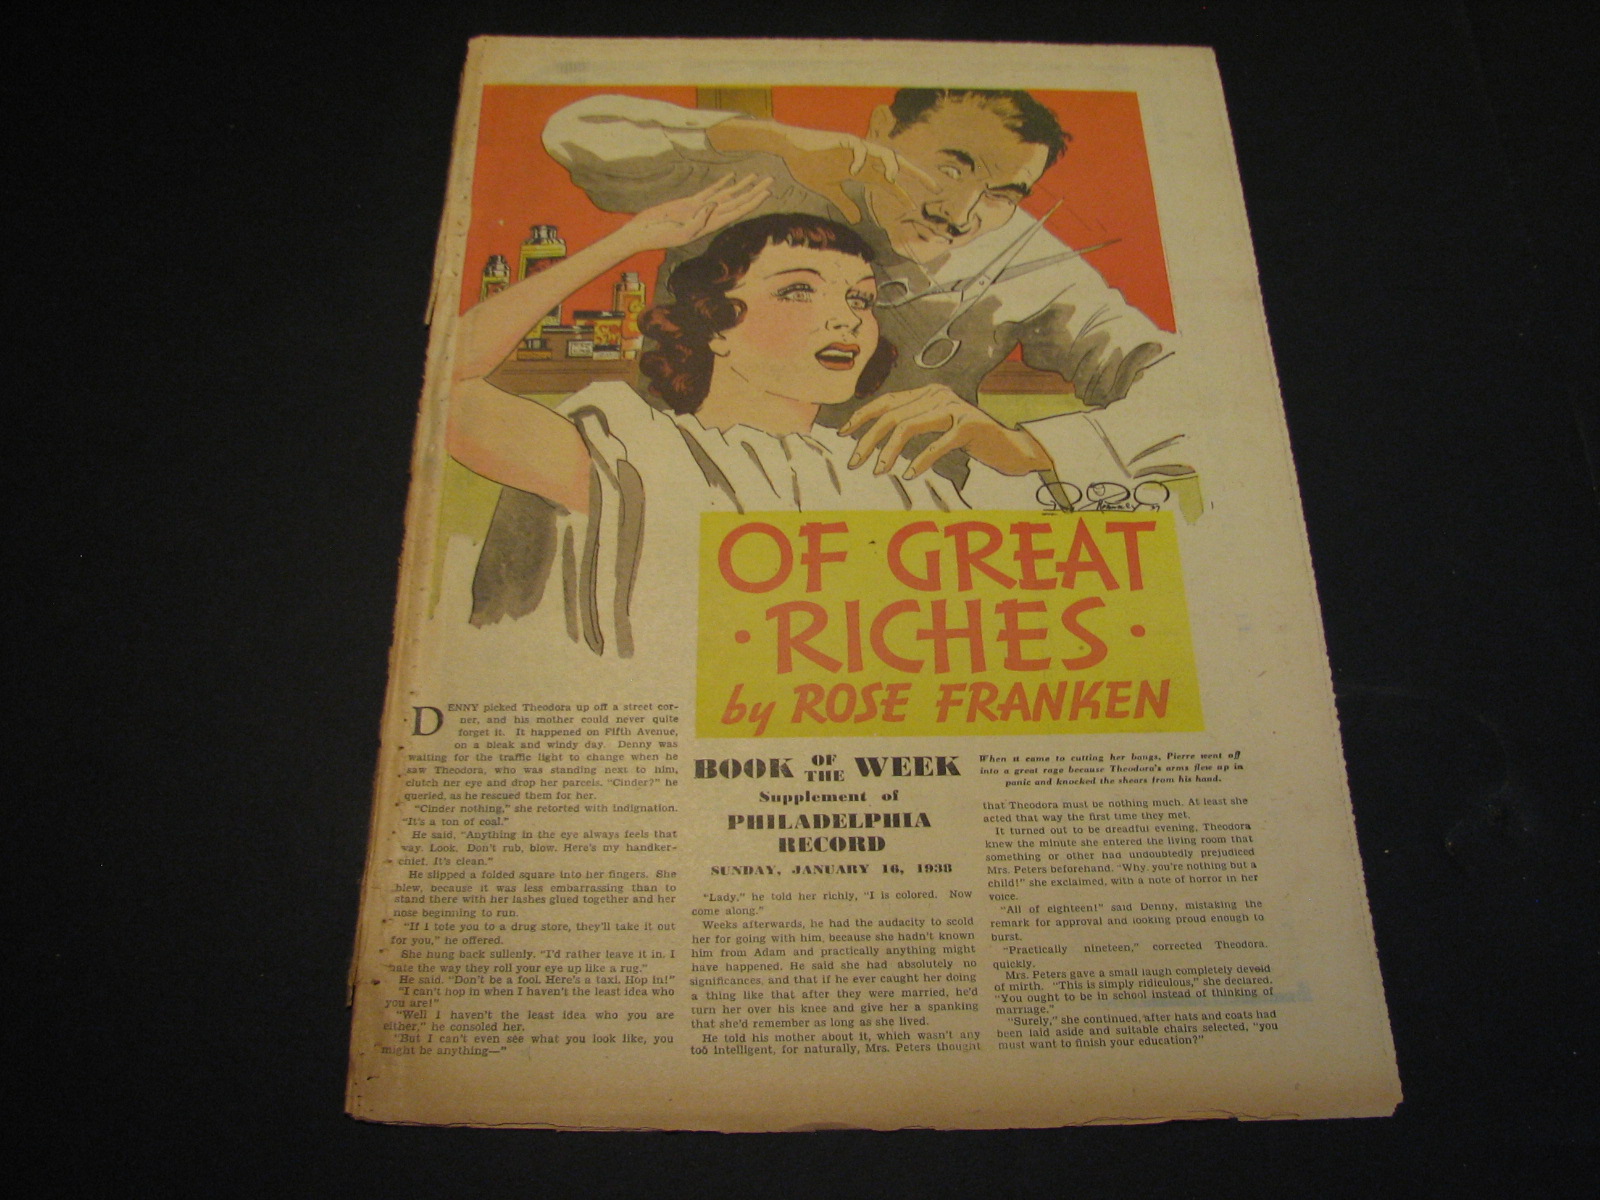 OF GREAT
· RICHES ·
by ROSE FRANKEN
DENNY picked Theodora up off a street cor-
ner, and his mother could never quite
forget it. It happened on Fifth Avenue,
on a bleak and windy day. Denny was
waiting for the traffic light to change when he
saw Theodora, who was standing next to him,
clutch her eye and drop her parcels. "Cinder?" he
queried, as he rescued them for her.
"Cinder nothing," she retorted with indignation.
"It's a ton of coal."
He said, "Anything in the eye always feels that
way. Look. Don't rub, blow. Here's my handker-
chief. It's clean."
He slipped a folded square into her fingers. She
blew, because it was less embarrassing than to
stand there with her lashes glued together and her
nose beginning to run.
"If I tote you to a drug store, they'll take it out
for you," he offered.
She hung back sullenly. "I'd rather leave it in. I
hate the way they roll your eye up like a rug."
He said. "Don't be a fool. Here's a taxi. Hop in!"
"I can't hop in when I haven't the least idea who
you are!"
"Well I haven't the least idea who you are
either," he consoled her.
"But I can't even see what you look like, you
might be anything—"
BOOK OF THE WEEK
Supplement of
PHILADELPHIA
RECORD
SUNDAY, JANUARY 16, 1938
"Lady," he told her richly, "I is colored. Now
come along."
Weeks afterwards, he had the audacity to scold
her for going with him, because she hadn't known
him from Adam and practically anything might
have happened. He said she had absolutely no
significances, and that if he ever caught her doing
a thing like that after they were married, he'd
turn her over his knee and give her a spanking
that she'd remember as long as she lived.
He told his mother about it, which wasn't any
too intelligent, for naturally, Mrs. Peters thought
When it came to cutting her bangs, Pierre went off
into a great rage because Theodora's arms flew up in
panic and knocked the shears from his hand.
that Theodora must be nothing much. At least she
acted that way the first time they met.
It turned out to be dreadful evening. Theodora
knew the minute she entered the living room that
something or other had undoubtedly prejudiced
Mrs. Peters beforehand. "Why, you're nothing but a
child!" she exclaimed, with a note of horror in her
voice.
"All of eighteen!" said Denny, mistaking the
remark for approval and looking proud enough to
burst.
"Practically nineteen," corrected Theodora,
quickly.
Mrs. Peters gave a small laugh completely devoid
of mirth. "This is simply ridiculous," she declared.
"You ought to be in school instead of thinking of
marriage."
"Surely," she continued, after hats and coats had
been laid aside and suitable chairs selected, "you
must want to finish your education?"